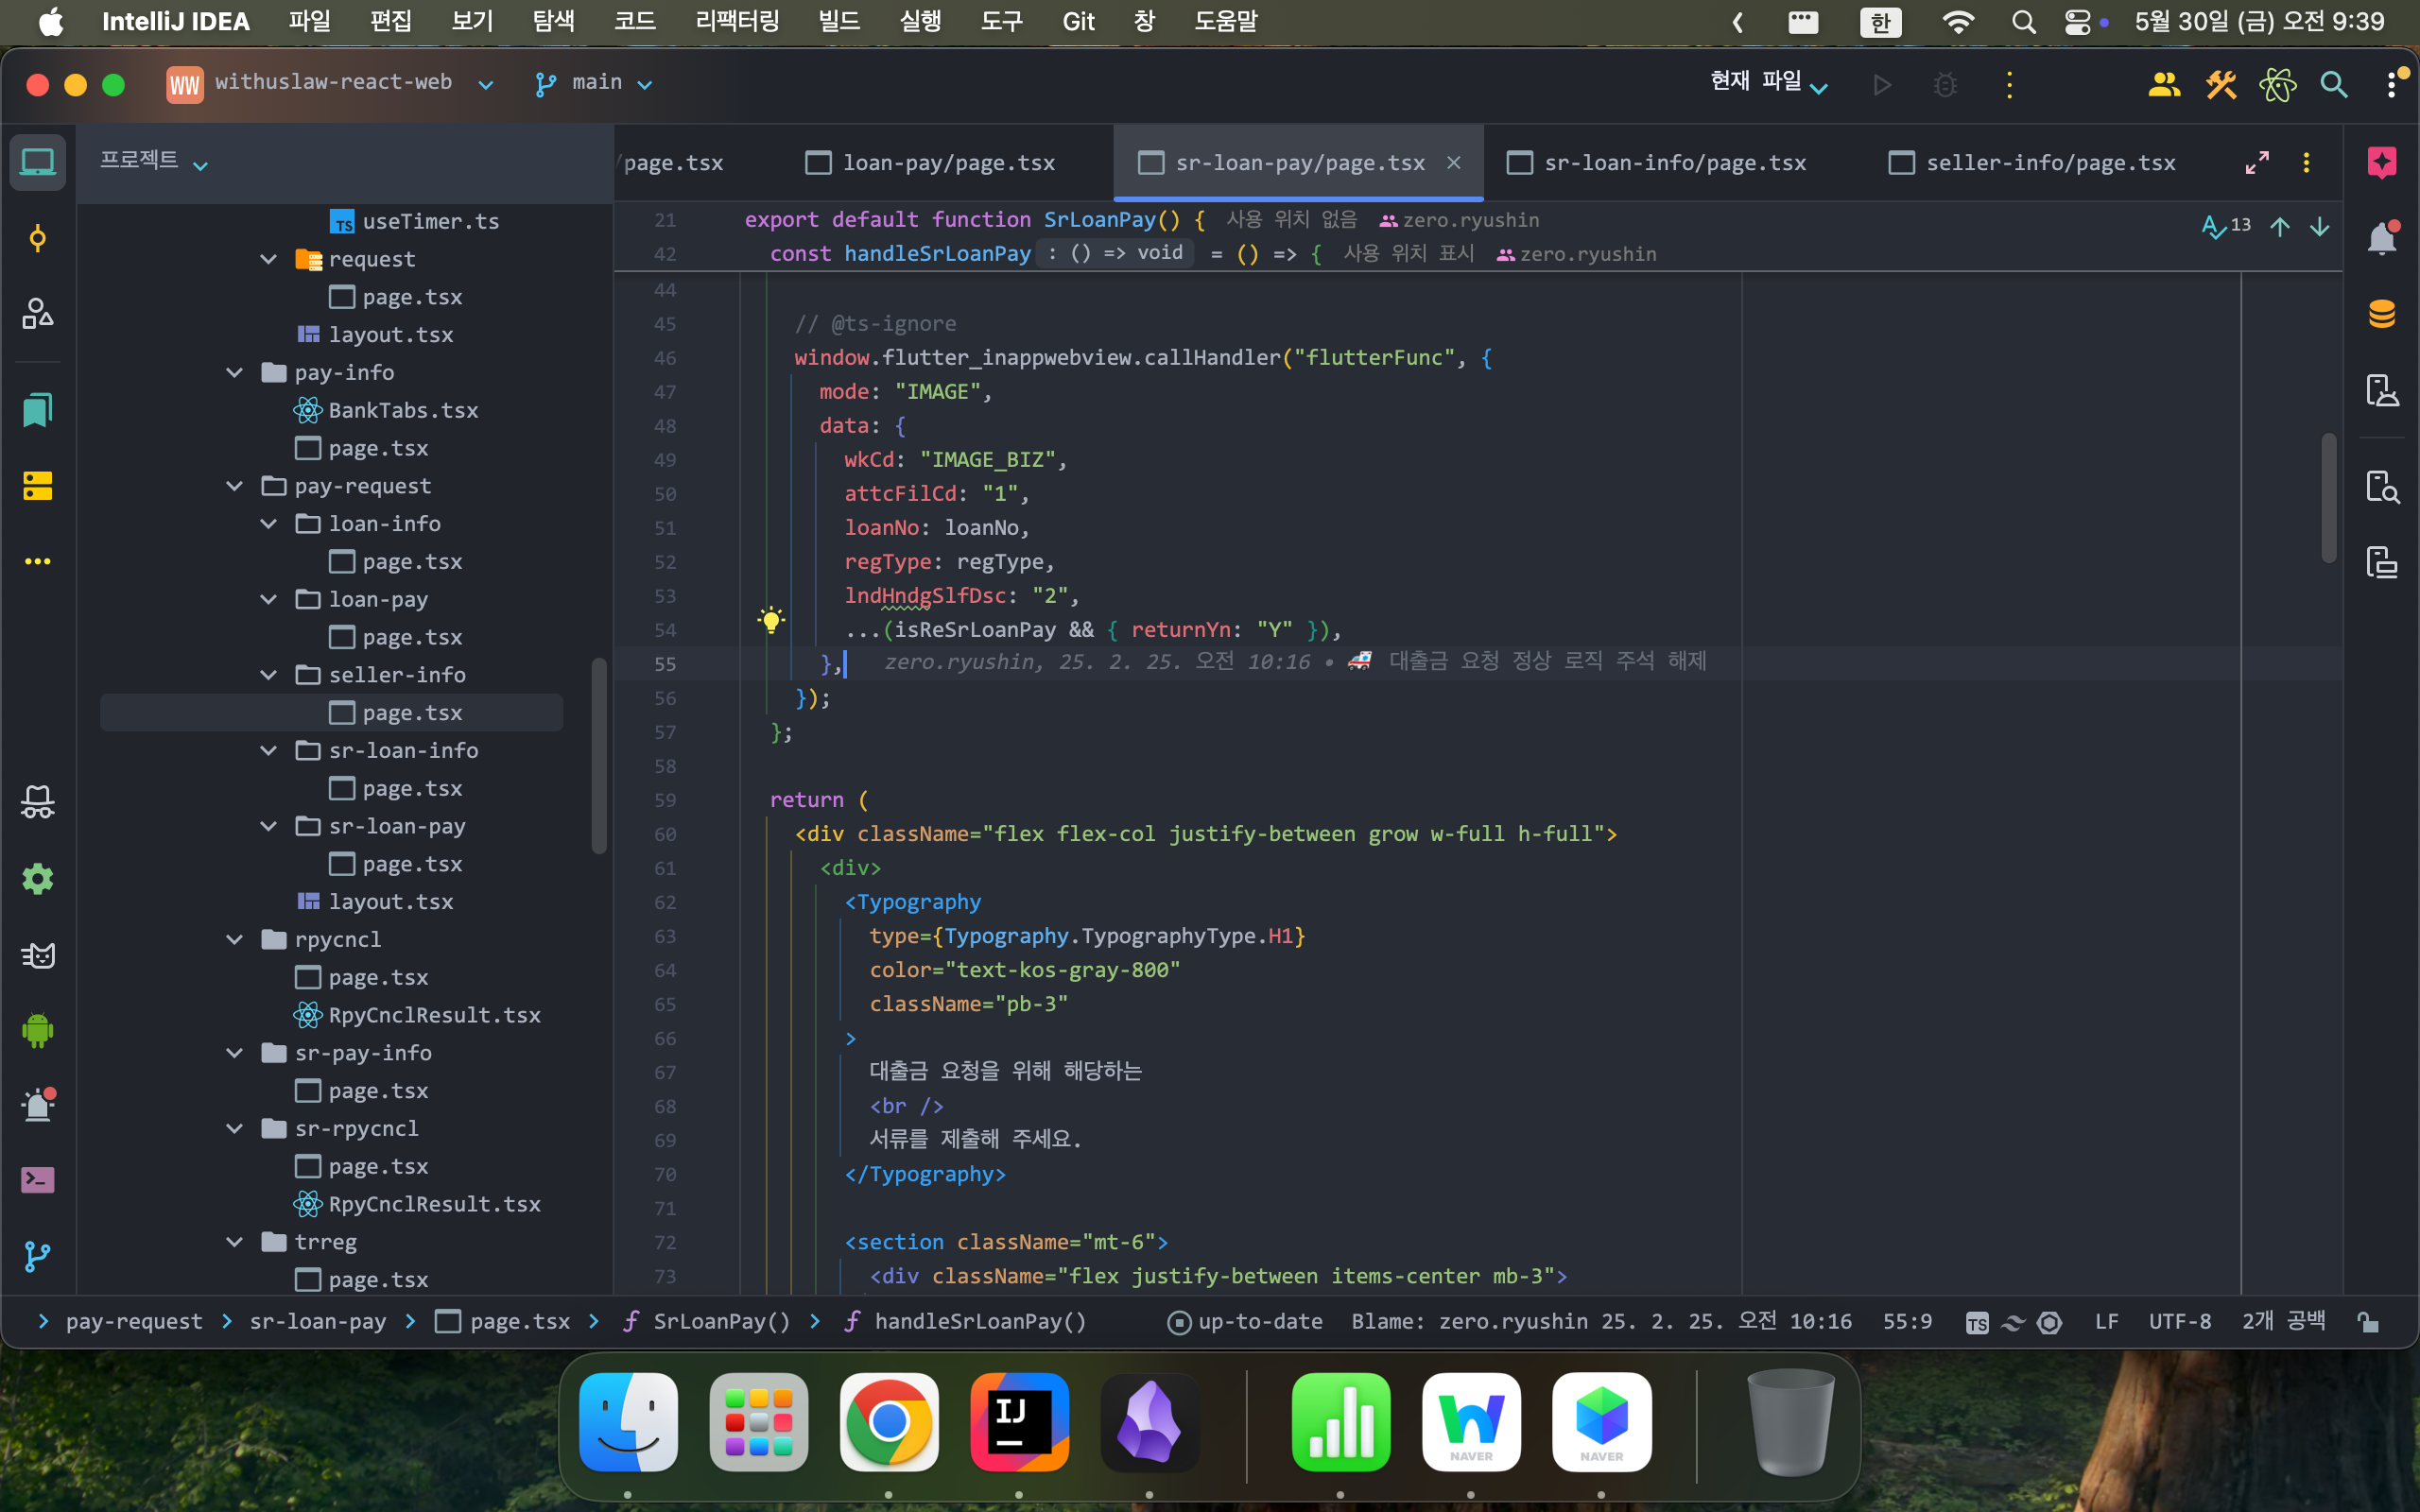 IntelliJ IDEA 파일 편집 보기 탐색 코드 리팩터링 빌드 실행 도구 Git 창 도움말 한 5월 30일 (금) 오전 9:39
WW withuslaw-react-web main 현재 파일
프로젝트
/page.tsx loan-pay/page.tsx sr-loan-pay/page.tsx sr-loan-info/page.tsx seller-info/page.tsx
useTimer.ts
request
page.tsx
layout.tsx
pay-info
BankTabs.tsx
page.tsx
pay-request
loan-info
page.tsx
loan-pay
page.tsx
seller-info
page.tsx
sr-loan-info
page.tsx
sr-loan-pay
page.tsx
layout.tsx
rpycncl
page.tsx
RpyCnclResult.tsx
sr-pay-info
page.tsx
sr-rpycncl
page.tsx
RpyCnclResult.tsx
trreg
page.tsx
21 export default function SrLoanPay() { 사용 위치 없음 zero.ryushin 13
42 const handleSrLoanPay : () => void = () => { 사용 위치 표시 zero.ryushin
44
45 // @ts-ignore
46 window.flutter_inappwebview.callHandler("flutterFunc", {
47 mode: "IMAGE",
48 data: {
49 wkCd: "IMAGE_BIZ",
50 attcFilCd: "1",
51 loanNo: loanNo,
52 regType: regType,
53 lndHndgSlfDsc: "2",
54 ...(isReSrLoanPay && { returnYn: "Y" }),
55 }, zero.ryushin, 25. 2. 25. 오전 10:16 • 🚑 대출금 요청 정상 로직 주석 해제
56 });
57 };
58
59 return (
60 <div className="flex flex-col justify-between grow w-full h-full">
61 <div>
62 <Typography
63 type={Typography.TypographyType.H1}
64 color="text-kos-gray-800"
65 className="pb-3"
66 >
67 대출금 요청을 위해 해당하는
68 <br />
69 서류를 제출해 주세요.
70 </Typography>
71
72 <section className="mt-6">
73 <div className="flex justify-between items-center mb-3">
pay-request sr-loan-pay page.tsx SrLoanPay() handleSrLoanPay() up-to-date Blame: zero.ryushin 25. 2. 25. 오전 10:16 55:9 TS LF UTF-8 2개 공백
IJ NAVER NAVER